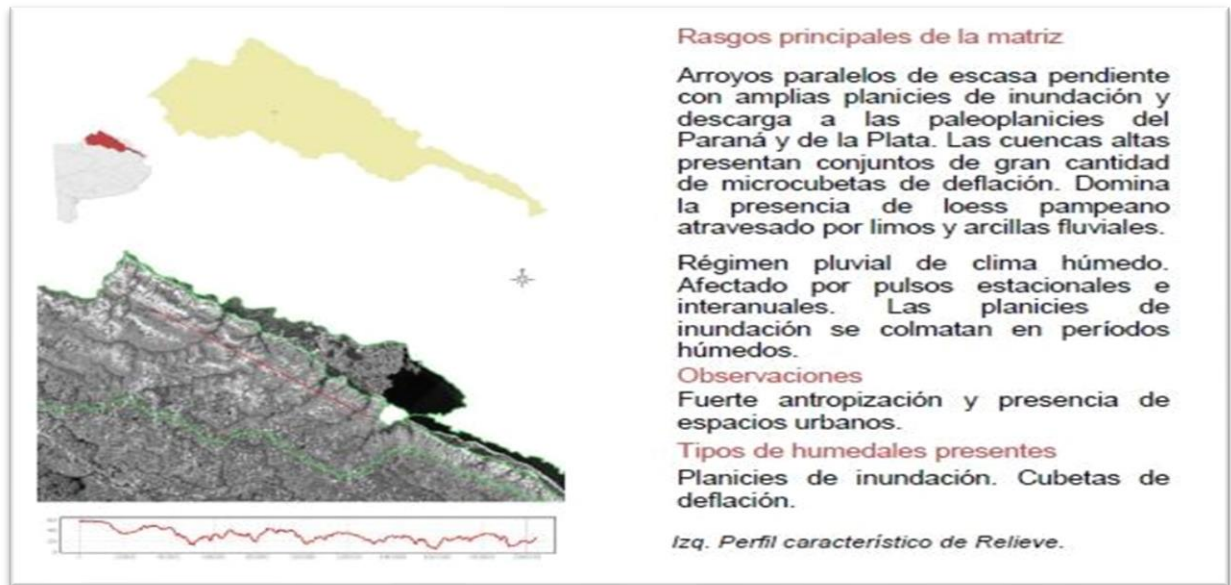 Rasgos principales de la matriz
Arroyos paralelos de escasa pendiente
con amplias planicies de inundación y
descarga a las paleoplanicies del
Paraná y de la Plata. Las cuencas altas
presentan conjuntos de gran cantidad
de microcubetas de deflación. Domina
la presencia de loess pampeano
atravesado por limos y arcillas fluviales.
Régimen pluvial de clima húmedo.
Afectado por pulsos estacionales e
interanuales. Las planicies de
inundación se colmatan en períodos
húmedos.
Observaciones
Fuerte antropización y presencia de
espacios urbanos.
Tipos de humedales presentes
Planicies de inundación. Cubetas de
deflación.
Izq. Perfil característico de Relieve.